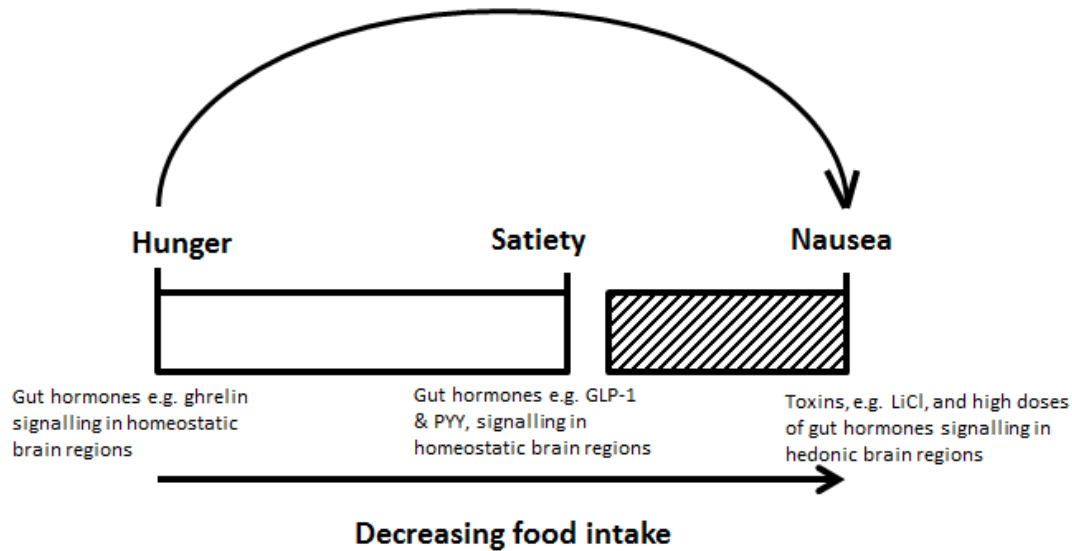 Hunger
Satiety
Nausea
Gut hormones e.g. ghrelin
signalling in homeostatic
brain regions
Gut hormones e.g. GLP-1
& PYY, signalling in
homeostatic brain regions
Toxins, e.g. LiCl, and high doses
of gut hormones signalling in
hedonic brain regions
Decreasing food intake